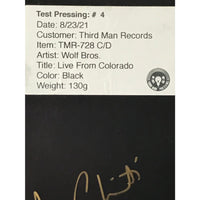 Test Pressing: # 4
Date: 8/23/21
Customer: Third Man Records
Item: TMR-728 C/D
Artist: Wolf Bros.
Title: Live From Colorado
Color: Black
Weight: 130g